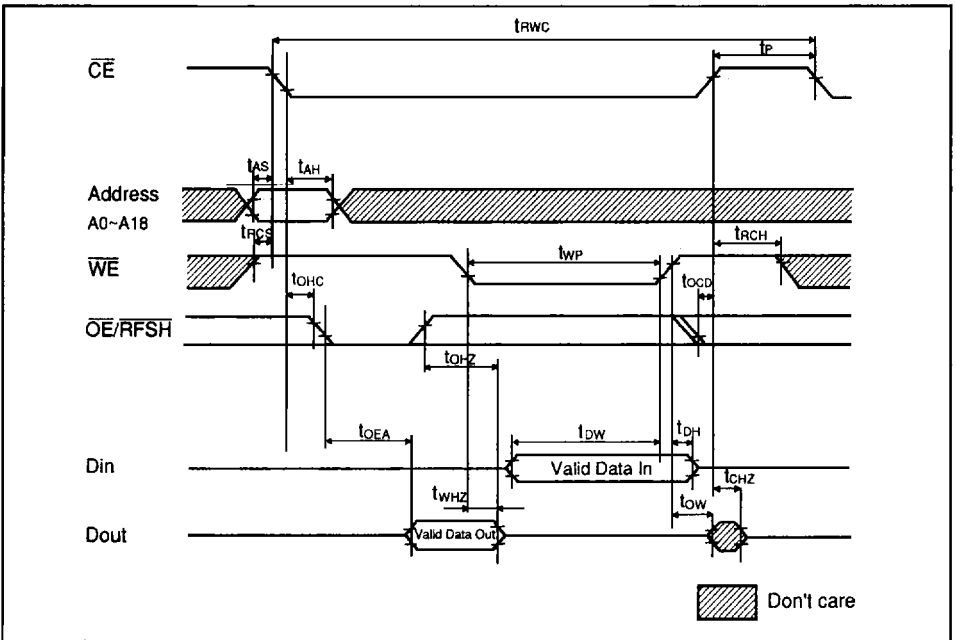 tRWC
tP
CE
tAS
tAH
Address
A0~A18
tRCS
tRCH
WE
tWP
tOHC
tOCD
OE/RFSH
tOHZ
tOEA
tDW
tDH
Din
Valid Data In
tCHZ
tWHZ
tOW
Dout
Valid Data Out
Don't care